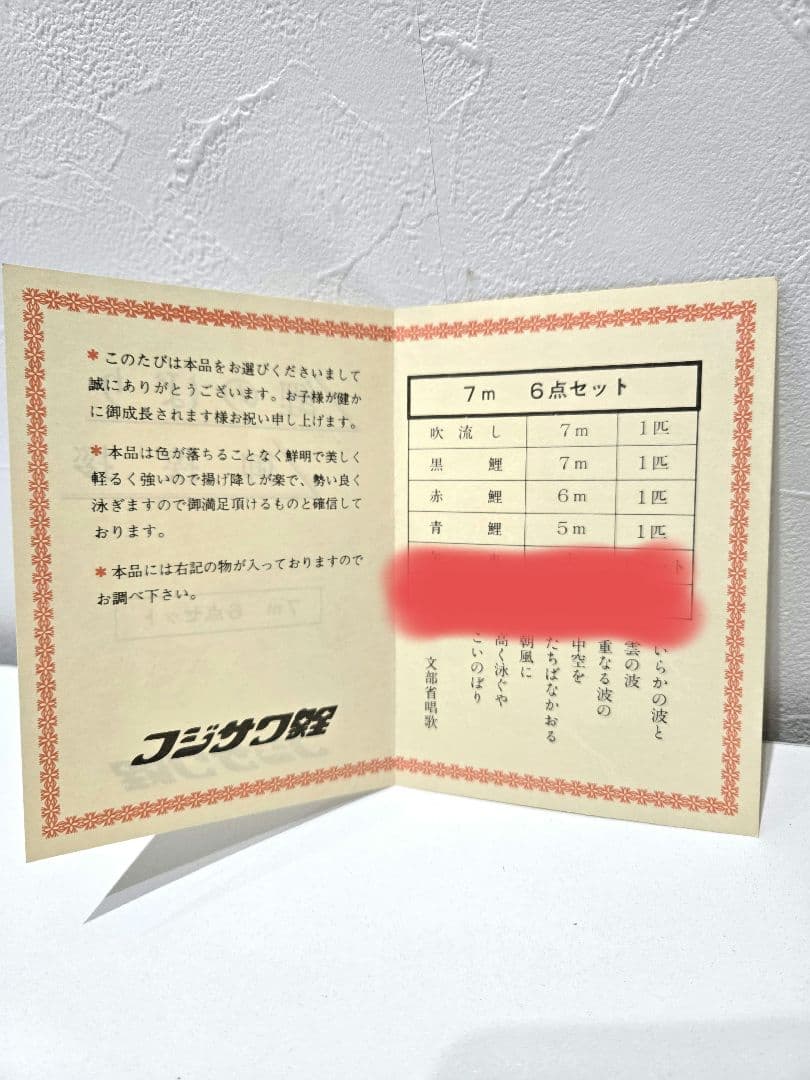 ＊このたびは本品をお選びくださいまして
誠にありがとうございます。お子様が健か
に御成長されます様お祝い申し上げます。
＊本品は色が落ちることなく鮮明で美しく
軽るく強いので揚げ降しが楽で、勢い良く
泳ぎますので御満足頂けるものと確信して
おります。
＊本品には右記の物が入っておりますので
お調べ下さい。
フジサワ鯉
7m 6点セット
吹流し 7m 1匹
黒鯉 7m 1匹
赤鯉 6m 1匹
青鯉 5m 1匹
ト
いらかの波と
雲の波
重なる波の
中空を
たちばなかおる
朝風に
高く泳ぐや
こいのぼり
文部省唱歌
7m 6点セット